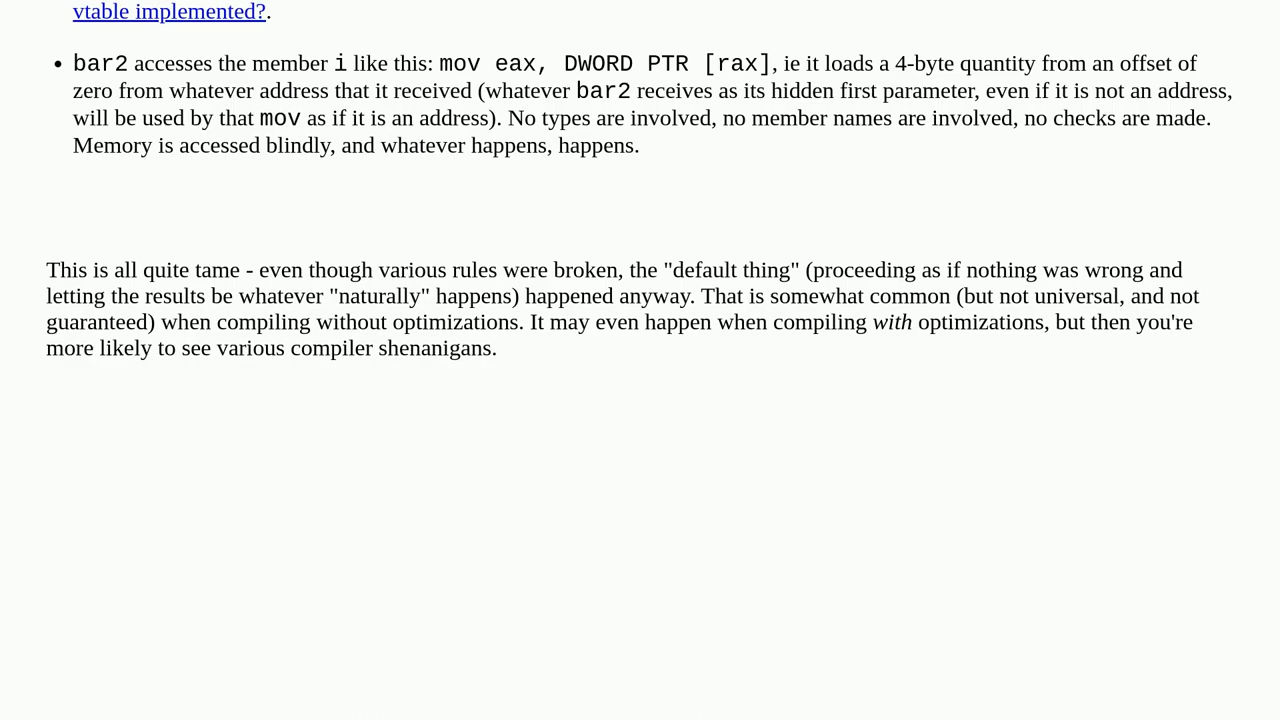 vtable implemented?.
• bar2 accesses the member i like this: mov eax, DWORD PTR [rax], ie it loads a 4-byte quantity from an offset of
zero from whatever address that it received (whatever bar2 receives as its hidden first parameter, even if it is not an address,
will be used by that mov as if it is an address). No types are involved, no member names are involved, no checks are made.
Memory is accessed blindly, and whatever happens, happens.
This is all quite tame - even though various rules were broken, the "default thing" (proceeding as if nothing was wrong and
letting the results be whatever "naturally" happens) happened anyway. That is somewhat common (but not universal, and not
guaranteed) when compiling without optimizations. It may even happen when compiling with optimizations, but then you're
more likely to see various compiler shenanigans.